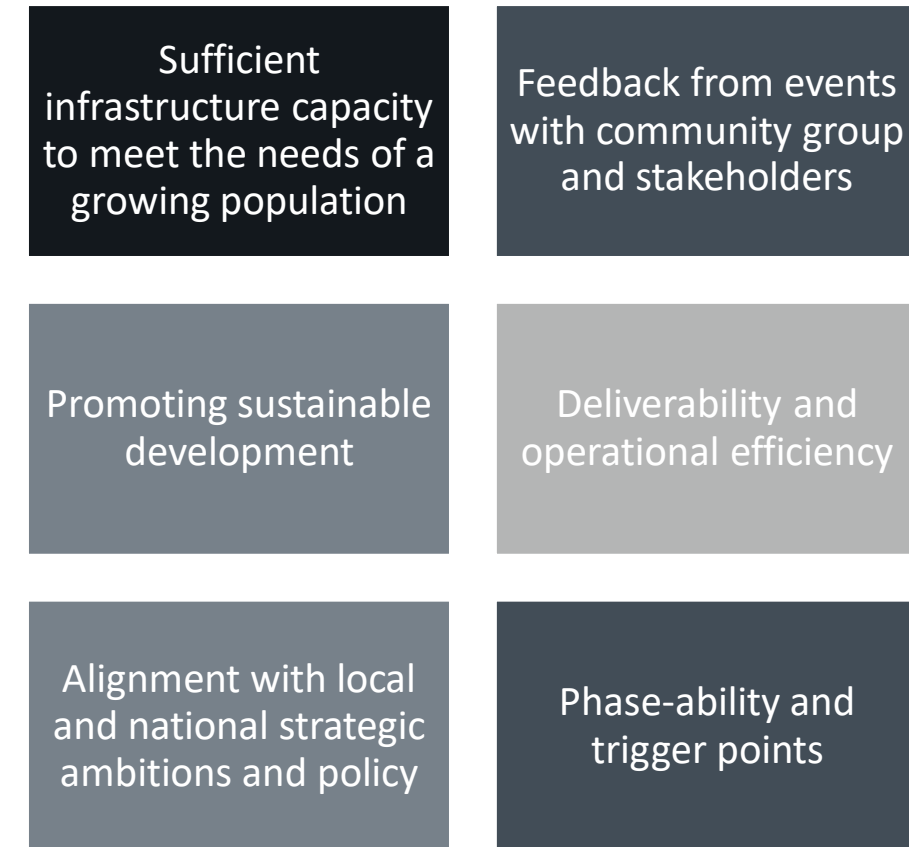 Sufficient
infrastructure capacity
to meet the needs of a
growing population
Feedback from events
with community group
and stakeholders
Promoting sustainable
development
Deliverability and
operational efficiency
Alignment with local
and national strategic
ambitions and policy
Phase-ability and
trigger points